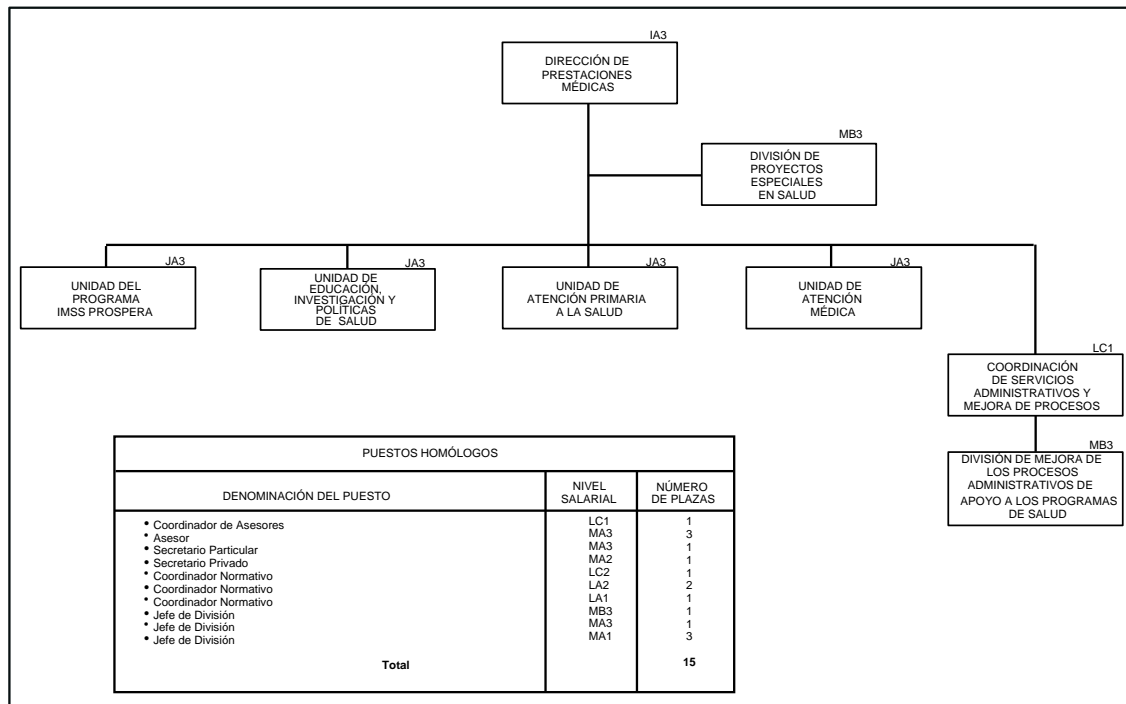 IA3
DIRECCIÓN DE
PRESTACIONES
MÉDICAS
MB3
DIVISIÓN DE
PROYECTOS
ESPECIALES
EN SALUD
JA3
UNIDAD DEL
PROGRAMA
IMSS PROSPERA
JA3
UNIDAD DE
EDUCACIÓN,
INVESTIGACIÓN Y
POLÍTICAS
DE SALUD
JA3
UNIDAD DE
ATENCIÓN PRIMARIA
A LA SALUD
JA3
UNIDAD DE
ATENCIÓN
MÉDICA
LC1
COORDINACIÓN
DE SERVICIOS
ADMINISTRATIVOS Y
MEJORA DE PROCESOS
MB3
DIVISIÓN DE MEJORA DE
LOS PROCESOS
ADMINISTRATIVOS DE
APOYO A LOS PROGRAMAS
DE SALUD
PUESTOS HOMÓLOGOS
DENOMINACIÓN DEL PUESTO NIVEL SALARIAL NÚMERO DE PLAZAS
• Coordinador de Asesores LC1 1
• Asesor MA3 3
• Secretario Particular MA3 1
• Secretario Privado MA2 1
• Coordinador Normativo LC2 1
• Coordinador Normativo LA2 2
• Coordinador Normativo LA1 1
• Jefe de División MB3 1
• Jefe de División MA3 1
• Jefe de División MA1 3
Total 15